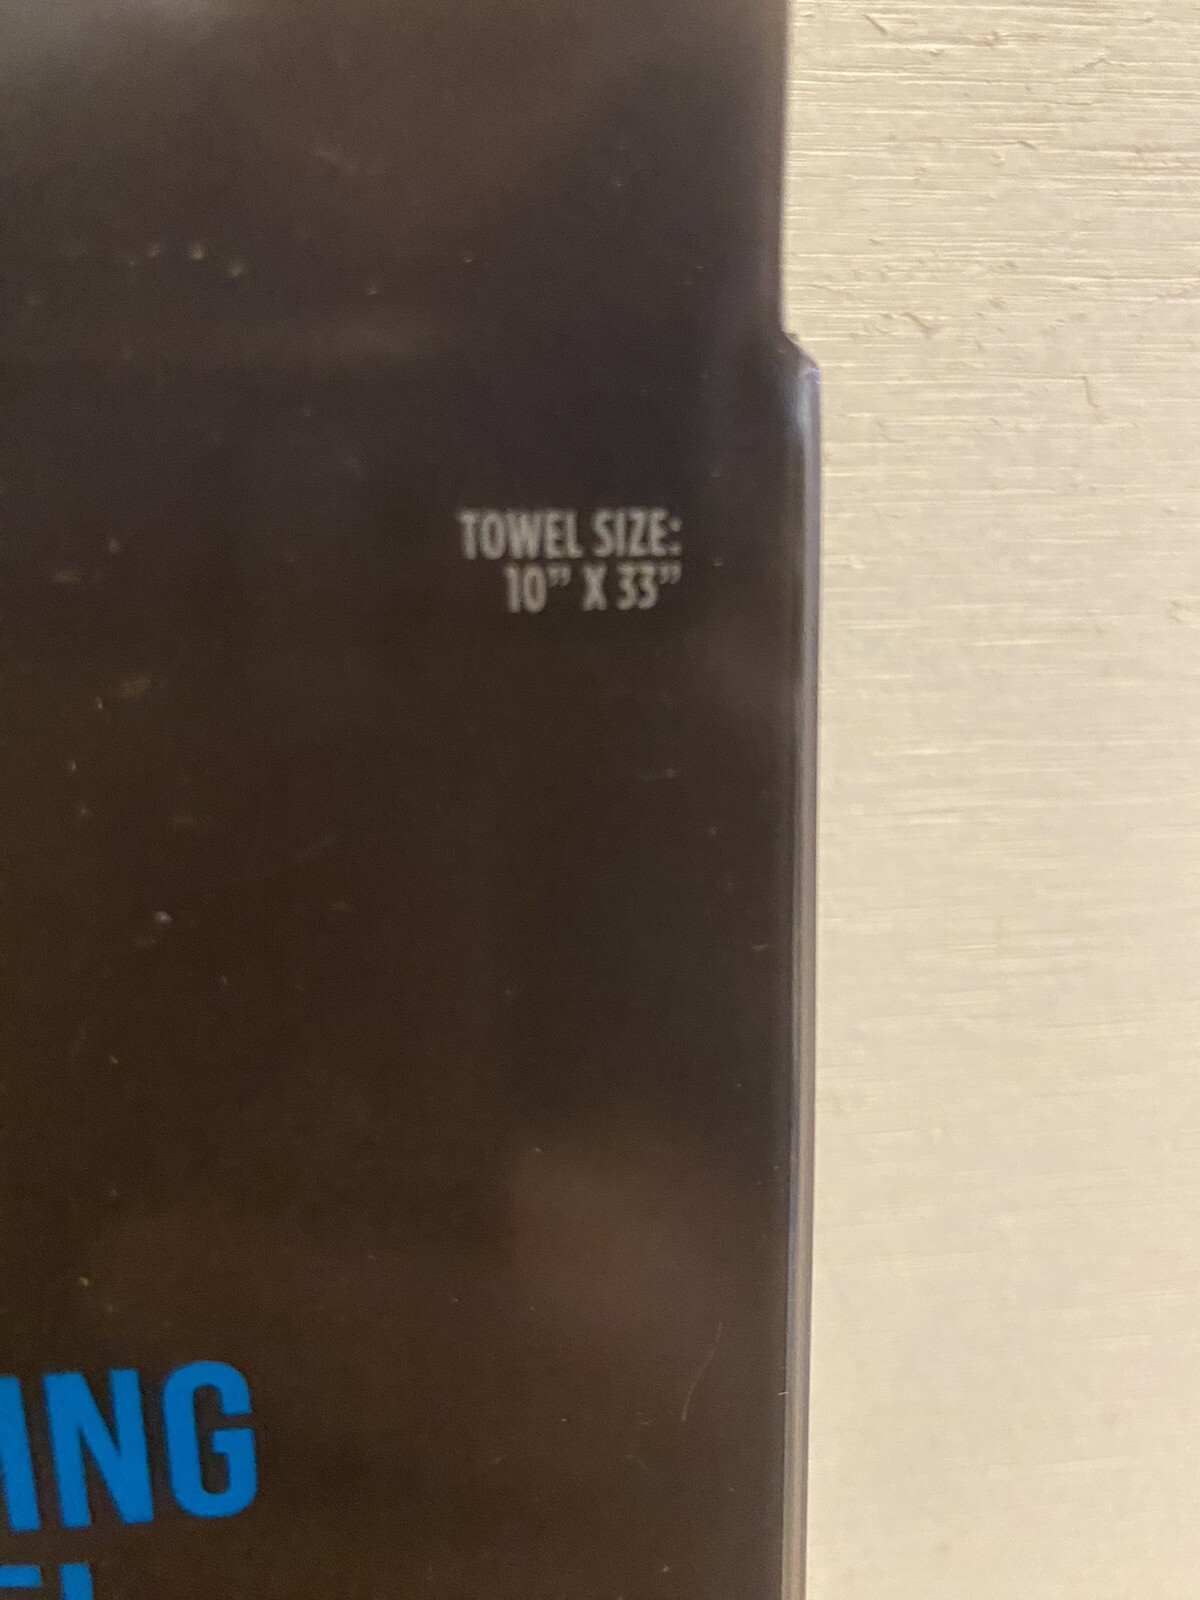 TOWEL SIZE:
10” X 33”
ING